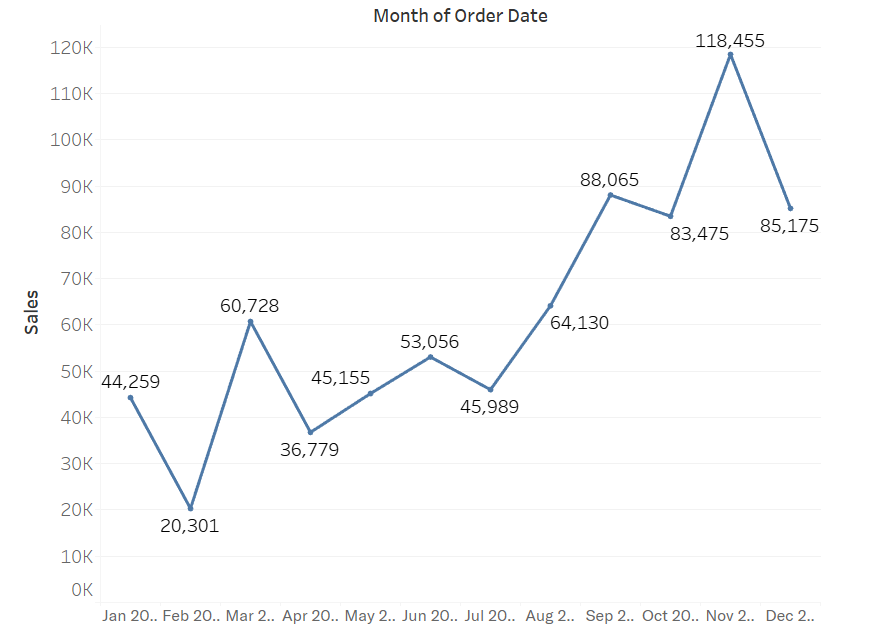 Month of Order Date
118,455
120K
110K
100K
90K
88,065
80K
83,475
85,175
70K
Sales
60,728
60K
64,130
53,056
50K
44,259
45,155
45,989
40K
36,779
30K
20K
20,301
10K
0K
Jan 20.. Feb 20.. Mar 2.. Apr 20.. May 2.. Jun 20.. Jul 20.. Aug 2.. Sep 2.. Oct 20.. Nov 2.. Dec 2..